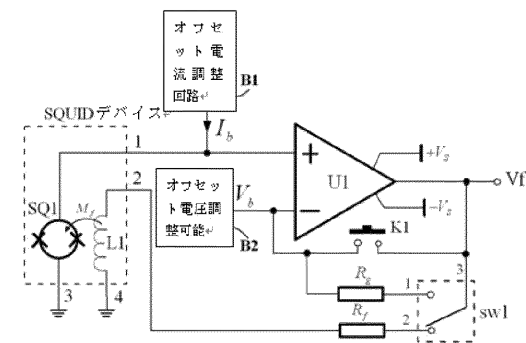 オフセ
ット電
流調整
回路↵
B1
SQUIDデバイス↵
I_b
1
+V_s
2
オフセッ
ト電圧調
整可能↵
V_b
U1
Vf
-V_s
SQ1
M_f
L1
B2
K1
3
4
R_g
1
3
R_f
2
sw1